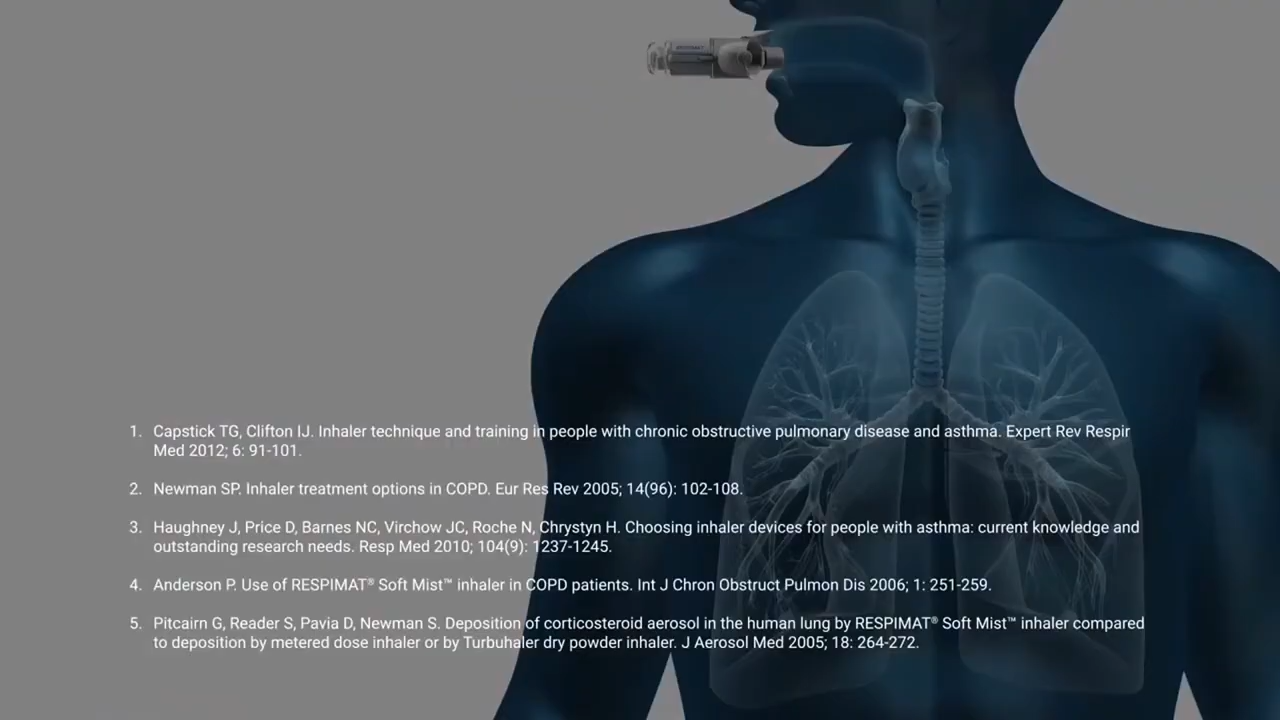 1. Capstick TG, Clifton IJ. Inhaler technique and training in people with chronic obstructive pulmonary disease and asthma. Expert Rev Respir
Med 2012; 6: 91-101.
2. Newman SP. Inhaler treatment options in COPD. Eur Res Rev 2005; 14(96): 102-108.
3. Haughney J, Price D, Barnes NC, Virchow JC, Roche N, Chrystyn H. Choosing inhaler devices for people with asthma: current knowledge and
outstanding research needs. Resp Med 2010; 104(9): 1237-1245.
4. Anderson P. Use of RESPIMAT® Soft Mist™ inhaler in COPD patients. Int J Chron Obstruct Pulmon Dis 2006; 1: 251-259.
5. Pitcairn G, Reader S, Pavia D, Newman S. Deposition of corticosteroid aerosol in the human lung by RESPIMAT® Soft Mist™ inhaler compared
to deposition by metered dose inhaler or by Turbuhaler dry powder inhaler. J Aerosol Med 2005; 18: 264-272.